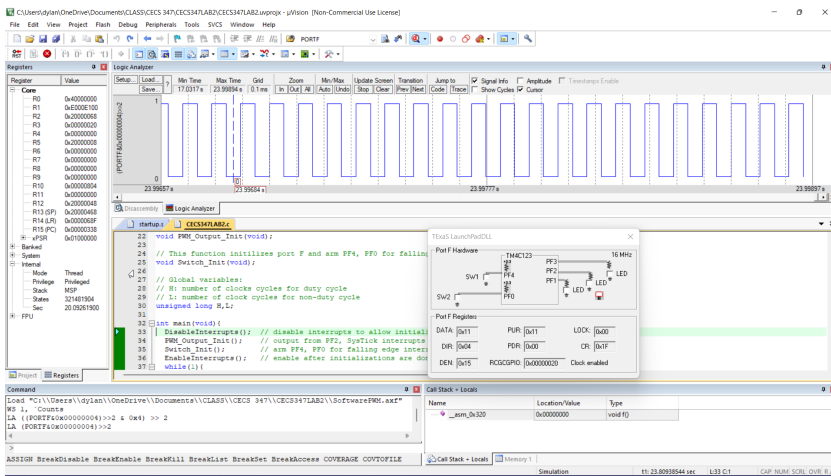 C:\Users\dylan\OneDrive\Documents\CLASS\CECS 347\CECS347LAB2\CECS347LAB2.uvprojx - µVision [Non-Commercial Use License]
File Edit View Project Flash Debug Peripherals Tools SVCS Window Help
PORTF
Registers
Register Value
Core
R0 0x40000000
R1 0xE000E100
R2 0x20000068
R3 0x00000020
R4 0x00000000
R5 0x20000008
R6 0x00000000
R7 0x00000000
R8 0x00000000
R9 0x00000000
R10 0x00000804
R11 0x00000000
R12 0x20000048
R13 (SP) 0x20000468
R14 (LR) 0x0000068F
R15 (PC) 0x00000338
xPSR 0x01000000
Banked
System
Internal
Mode Thread
Privilege Privileged
Stack MSP
States 321481904
Sec 20.09261900
FPU
Project Registers
Logic Analyzer
Setup... Load... ? Min Time Max Time Grid Zoom Min/Max Update Screen Transition Jump to Signal Info Amplitude Timestamps Enable
Save... 17.0317 s 23.99894 s 0.1 ms In Out All Auto Undo Stop Clear Prev Next Code Trace Show Cycles Cursor
(PORTF&0x00000004)>>2
1
0
0
23.99657 s 23.99684 s 23.99777 s 23.99897 s
Disassembly Logic Analyzer
startup.s CECS347LAB2.c
22 void PWM_Output_Init(void);
23
24 // This function initilizes port F and arm PF4, PF0 for falling
25 void Switch_Init(void);
26
27 // Global variables:
28 // H: number of clocks cycles for duty cycle
29 // L: number of clock cycles for non-duty cycle
30 unsigned long H,L;
31
32 int main(void){
33 DisableInterrupts(); // disable interrupts to allow initiali
34 PWM_Output_Init(); // output from PF2, SysTick interrupts
35 Switch_Init(); // arm PF4, PF0 for falling edge inter
36 EnableInterrupts(); // enable after initializations are don
37 while(1){
TExaS LaunchPadDLL
Port F Hardware
TM4C123 16 MHz
PF3
PF4 PF2
SW1 PF1 LED
LED
SW2 PF0
Port F Registers
DATA: 0x11 PUR: 0x11 LOCK: 0x00
DIR: 0x04 PDR: 0x00 CR: 0x1F
DEN: 0x15 RCGCGPIO: 0x00000020 Clock enabled
Command
Load "C:\\Users\\dylan\\OneDrive\\Documents\\CLASS\\CECS 347\\CECS347LAB2\\SoftwarePWM.axf"
WS 1, `Counts
LA ((PORTF&0x00000004)>>2 & 0x4) >> 2
LA (PORTF&0x00000004)>>2
>
ASSIGN BreakDisable BreakEnable BreakKill BreakList BreakSet BreakAccess COVERAGE COVTOFILE
Call Stack + Locals
Name Location/Value Type
__asm_0x320 0x00000000 void f()
Call Stack + Locals Memory 1
Simulation t1: 23.80938544 sec L:33 C:1 CAP NUM SCRL OVR R